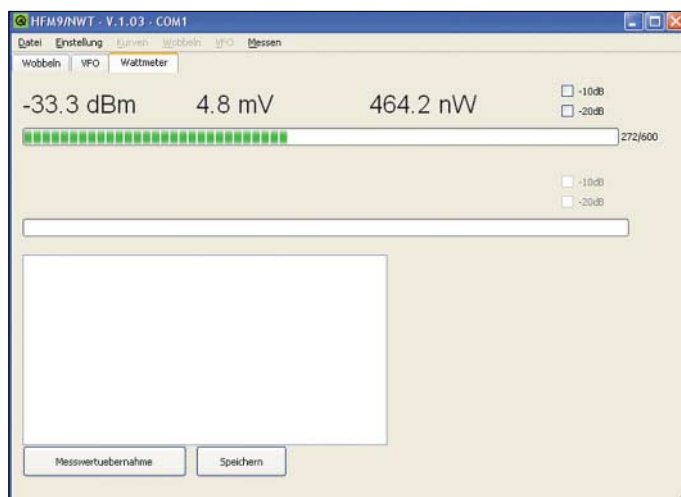 HFM9/NWT - V.1.03 - COM1
Datei Einstellung Kurven Wobbeln VFO Messen
Wobbeln VFO Wattmeter
-33.3 dBm 4.8 mV 464.2 nW
-10dB
-20dB
272/600
-10dB
-20dB
Messwertuebernahme Speichern